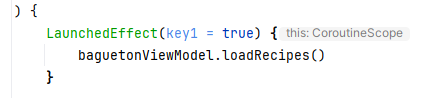 ) {
LaunchedEffect(key1 = true) { this: CoroutineScope
baguetonViewModel.loadRecipes()
}